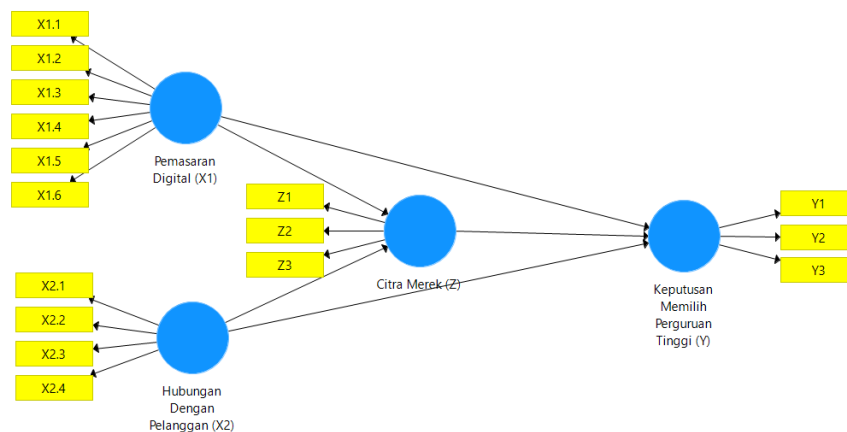 X1.1
X1.2
X1.3
X1.4
X1.5
X1.6
Pemasaran
Digital (X1)
Z1
Z2
Z3
Citra Merek (Z)
Y1
Y2
Y3
Keputusan
Memilih
Perguruan
Tinggi (Y)
X2.1
X2.2
X2.3
X2.4
Hubungan
Dengan
Pelanggan (X2)